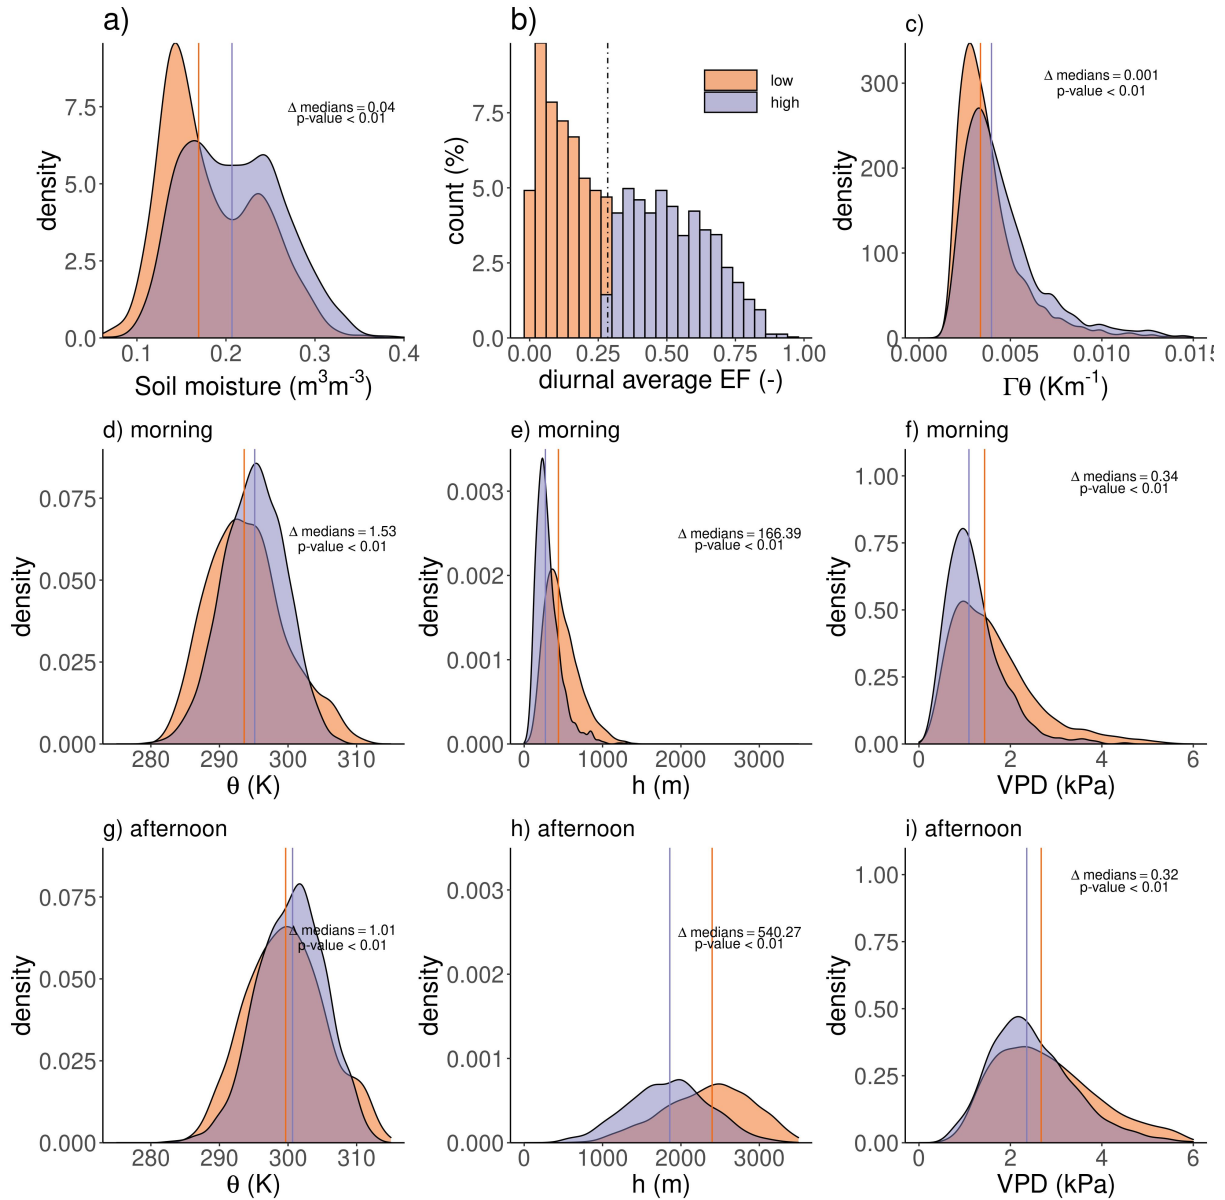 a)
density
7.5
5.0
2.5
0.0
0.1
0.2
0.3
0.4
Soil moisture (m³m⁻³)
Δ medians = 0.04
p-value < 0.01
b)
count (%)
7.5
5.0
2.5
0.0
0.00
0.25
0.50
0.75
1.00
diurnal average EF (-)
low
high
c)
density
300
200
100
0
0.000
0.005
0.010
0.015
Γθ (Km⁻¹)
Δ medians = 0.001
p-value < 0.01
d) morning
density
0.075
0.050
0.025
0.000
280
290
300
310
θ (K)
Δ medians = 1.53
p-value < 0.01
e) morning
density
0.003
0.002
0.001
0.000
0
1000
2000
3000
h (m)
Δ medians = 166.39
p-value < 0.01
f) morning
density
1.00
0.75
0.50
0.25
0.00
0
2
4
6
VPD (kPa)
Δ medians = 0.34
p-value < 0.01
g) afternoon
density
0.075
0.050
0.025
0.000
280
290
300
310
θ (K)
Δ medians = 1.01
p-value < 0.01
h) afternoon
density
0.003
0.002
0.001
0.000
0
1000
2000
3000
h (m)
Δ medians = 540.27
p-value < 0.01
i) afternoon
density
1.00
0.75
0.50
0.25
0.00
0
2
4
6
VPD (kPa)
Δ medians = 0.32
p-value < 0.01